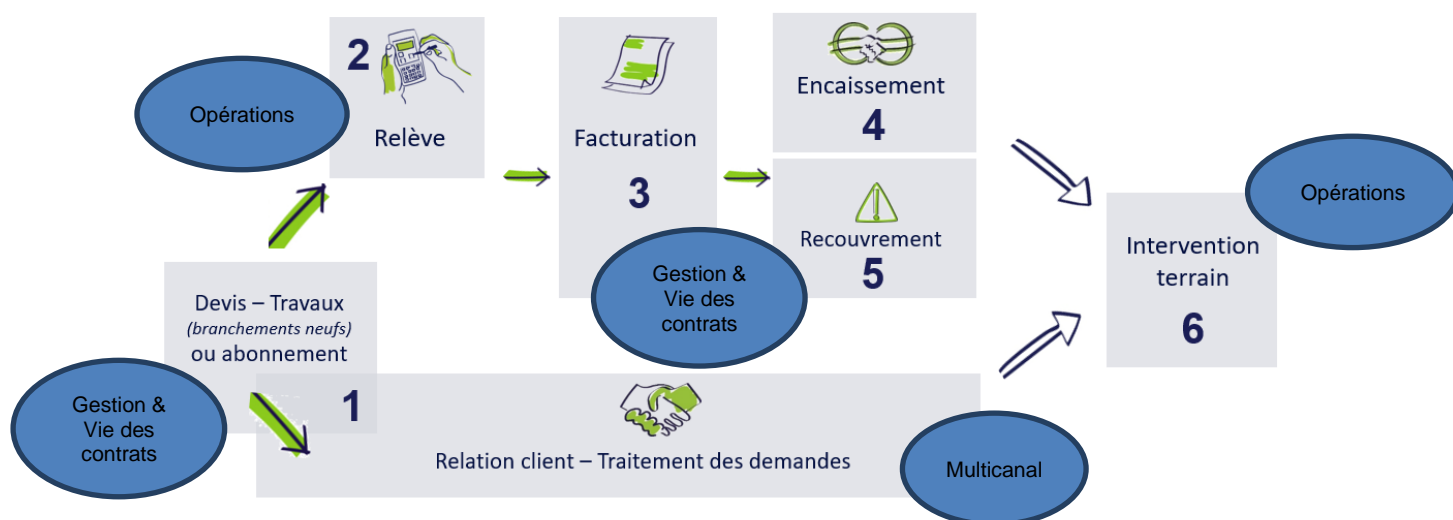 2
Opérations
Relève
Facturation
3
Encaissement
4
Recouvrement
5
Gestion &
Vie des
contrats
Opérations
Intervention
terrain
6
Devis – Travaux
(branchements neufs)
ou abonnement
1
Gestion &
Vie des
contrats
Relation client – Traitement des demandes
Multicanal